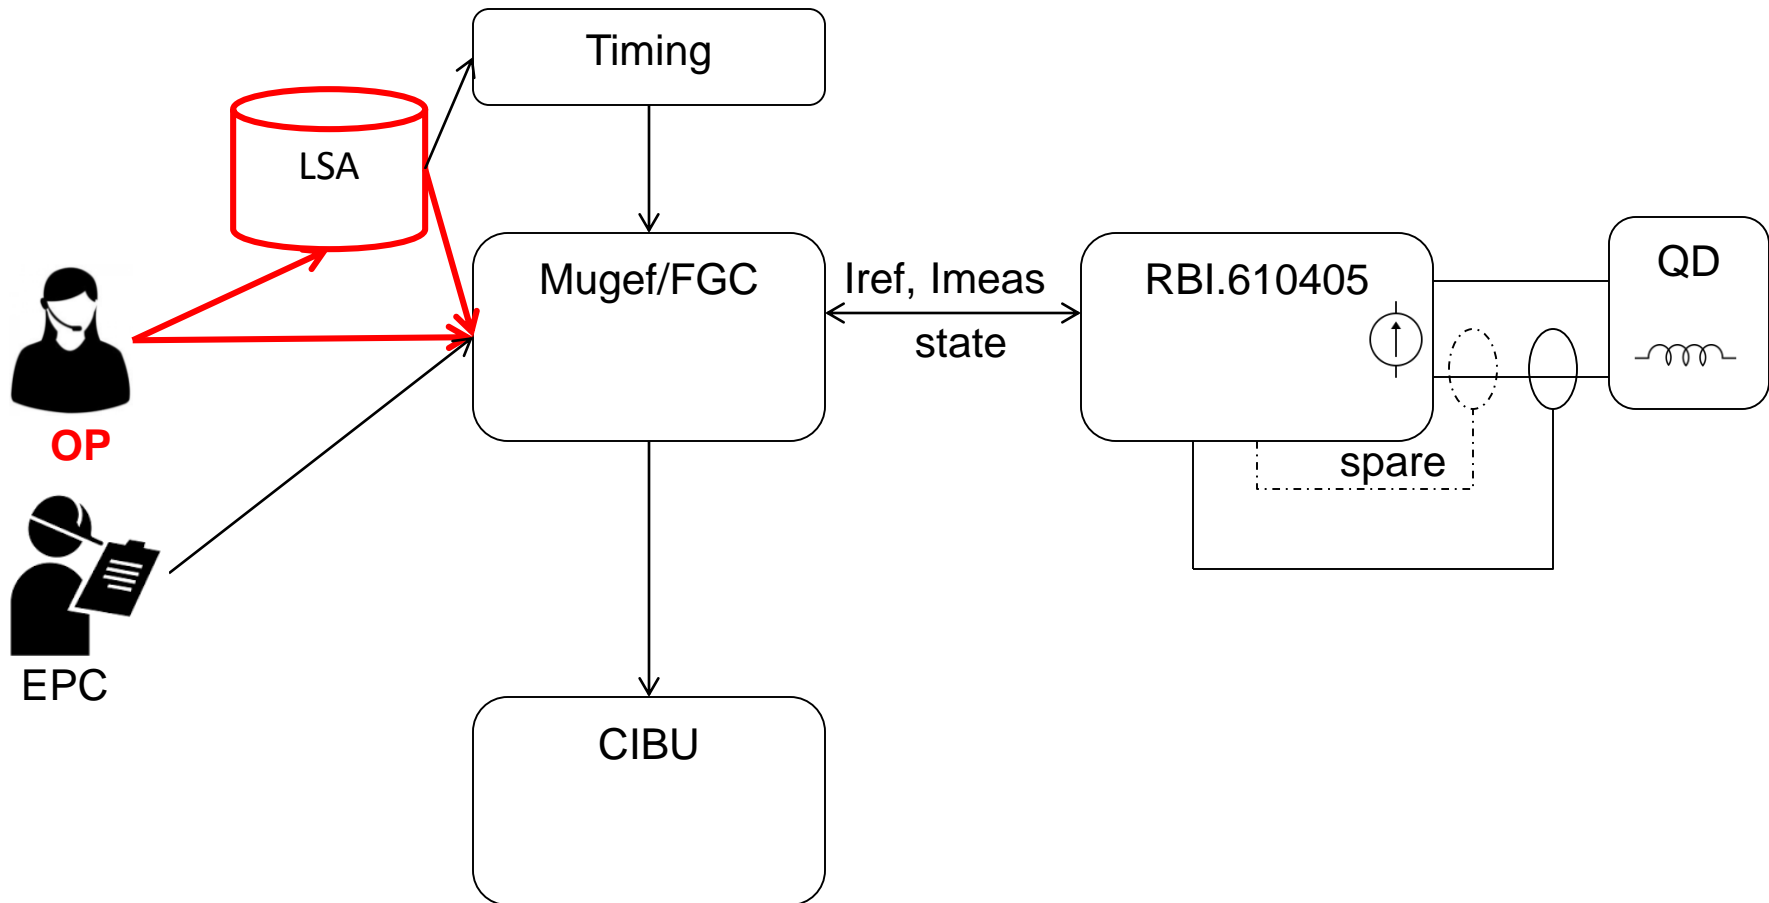 Timing
LSA
Mugef/FGC
Iref, Imeas
state
RBI.610405
QD
OP
spare
EPC
CIBU